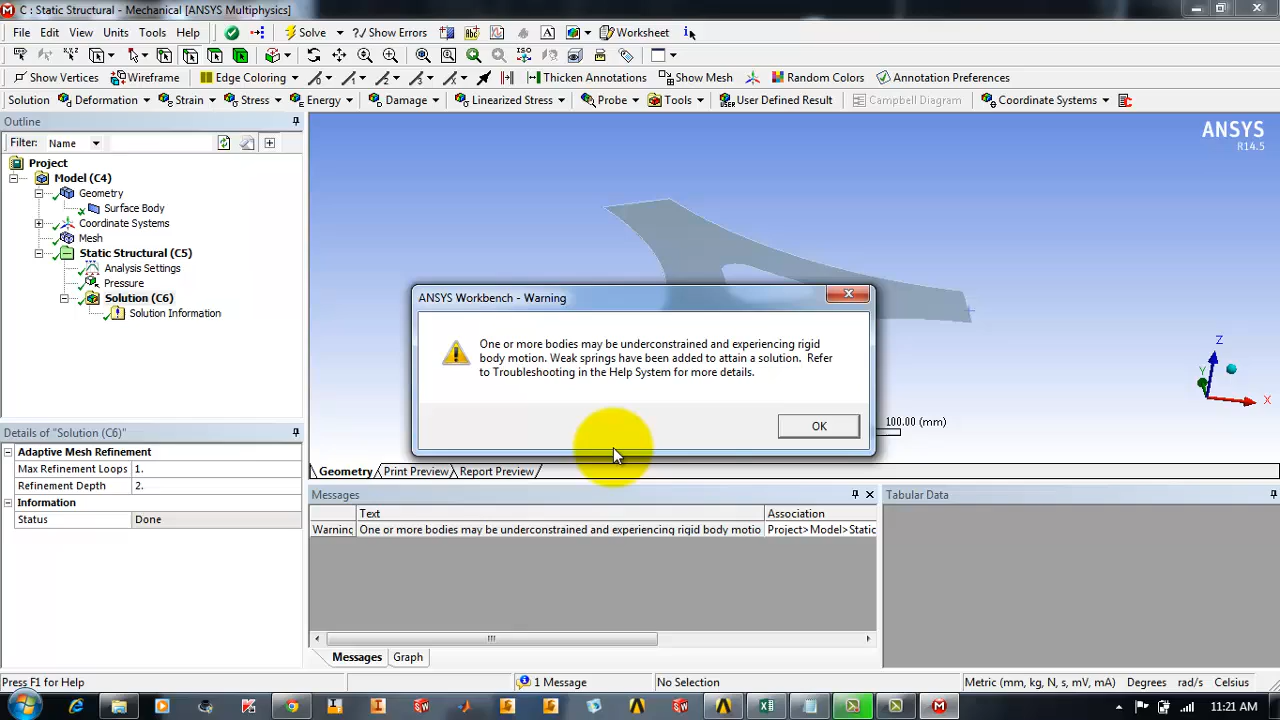 C : Static Structural - Mechanical [ANSYS Multiphysics]
File Edit View Units Tools Help Solve ?/ Show Errors Worksheet
Show Vertices Wireframe Edge Coloring Thicken Annotations Show Mesh Random Colors Annotation Preferences
Solution Deformation Strain Stress Energy Damage Linearized Stress Probe Tools User Defined Result Campbell Diagram Coordinate Systems
Outline
Filter: Name
Project
Model (C4)
Geometry
Surface Body
Coordinate Systems
Mesh
Static Structural (C5)
Analysis Settings
Pressure
Solution (C6)
Solution Information
Details of "Solution (C6)"
Adaptive Mesh Refinement
Max Refinement Loops 1.
Refinement Depth 2.
Information
Status Done
ANSYS
R14.5
ANSYS Workbench - Warning
One or more bodies may be underconstrained and experiencing rigid
body motion. Weak springs have been added to attain a solution. Refer
to Troubleshooting in the Help System for more details.
OK
100.00 (mm)
Z
Y
X
Geometry Print Preview Report Preview
Messages
Text Association
Warning One or more bodies may be underconstrained and experiencing rigid body motio Project>Model>Static
Messages Graph
Tabular Data
Press F1 for Help 1 Message No Selection Metric (mm, kg, N, s, mV, mA) Degrees rad/s Celsius
11:21 AM